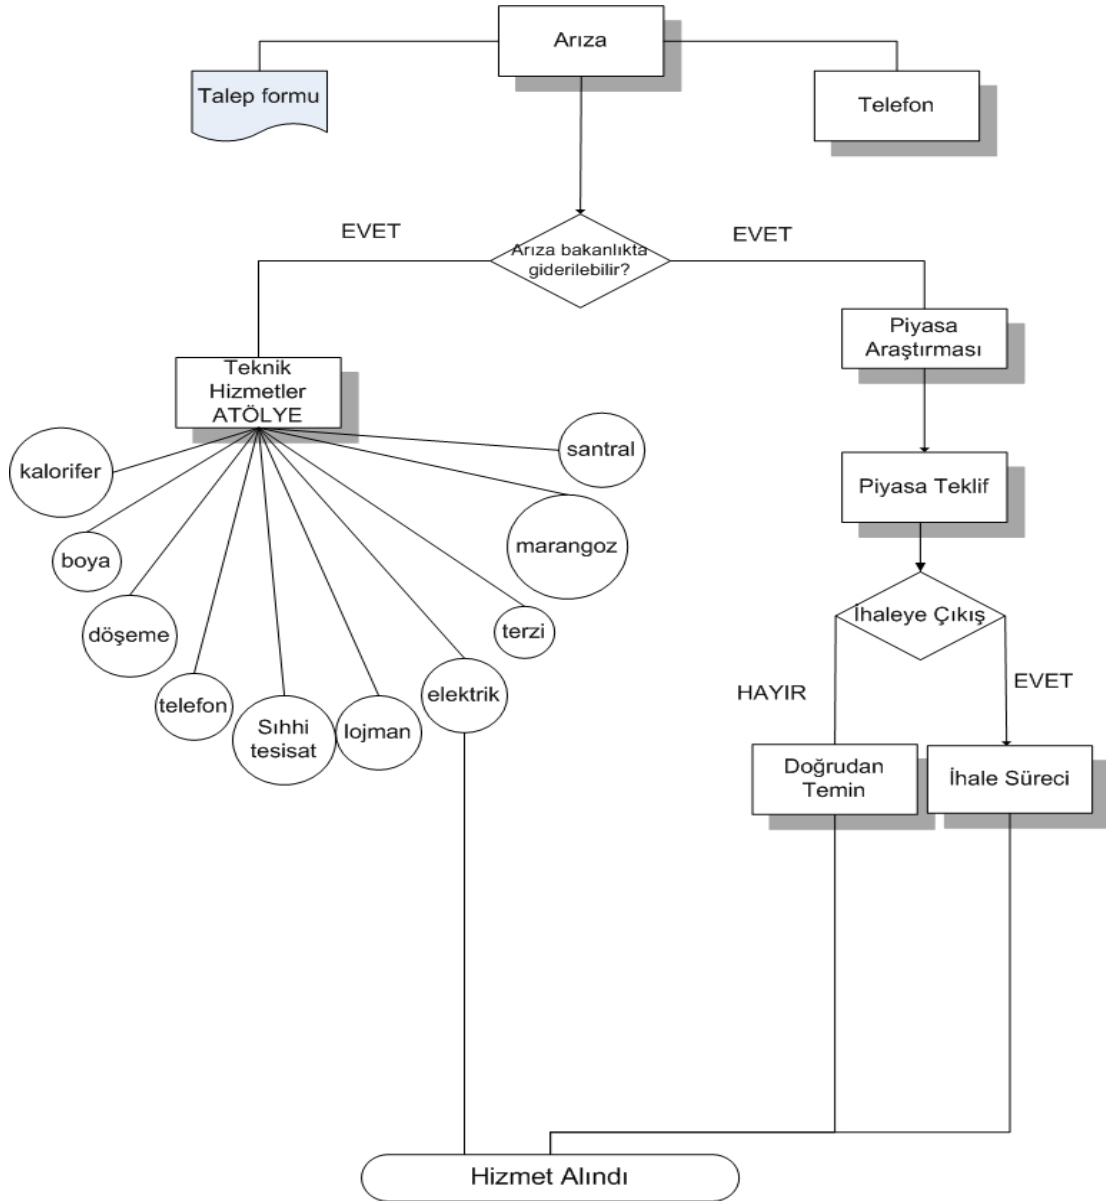 Arıza
Talep formu
Telefon
EVET
EVET
Arıza bakanlıkta
giderilebilir?
Piyasa
Araştırması
Teknik
Hizmetler
ATÖLYE
santral
kalorifer
Piyasa Teklif
marangoz
boya
İhaleye Çıkış
döşeme
terzi
HAYIR
EVET
elektrik
telefon
Sıhhi
tesisat
lojman
Doğrudan
Temin
İhale Süreci
Hizmet Alındı